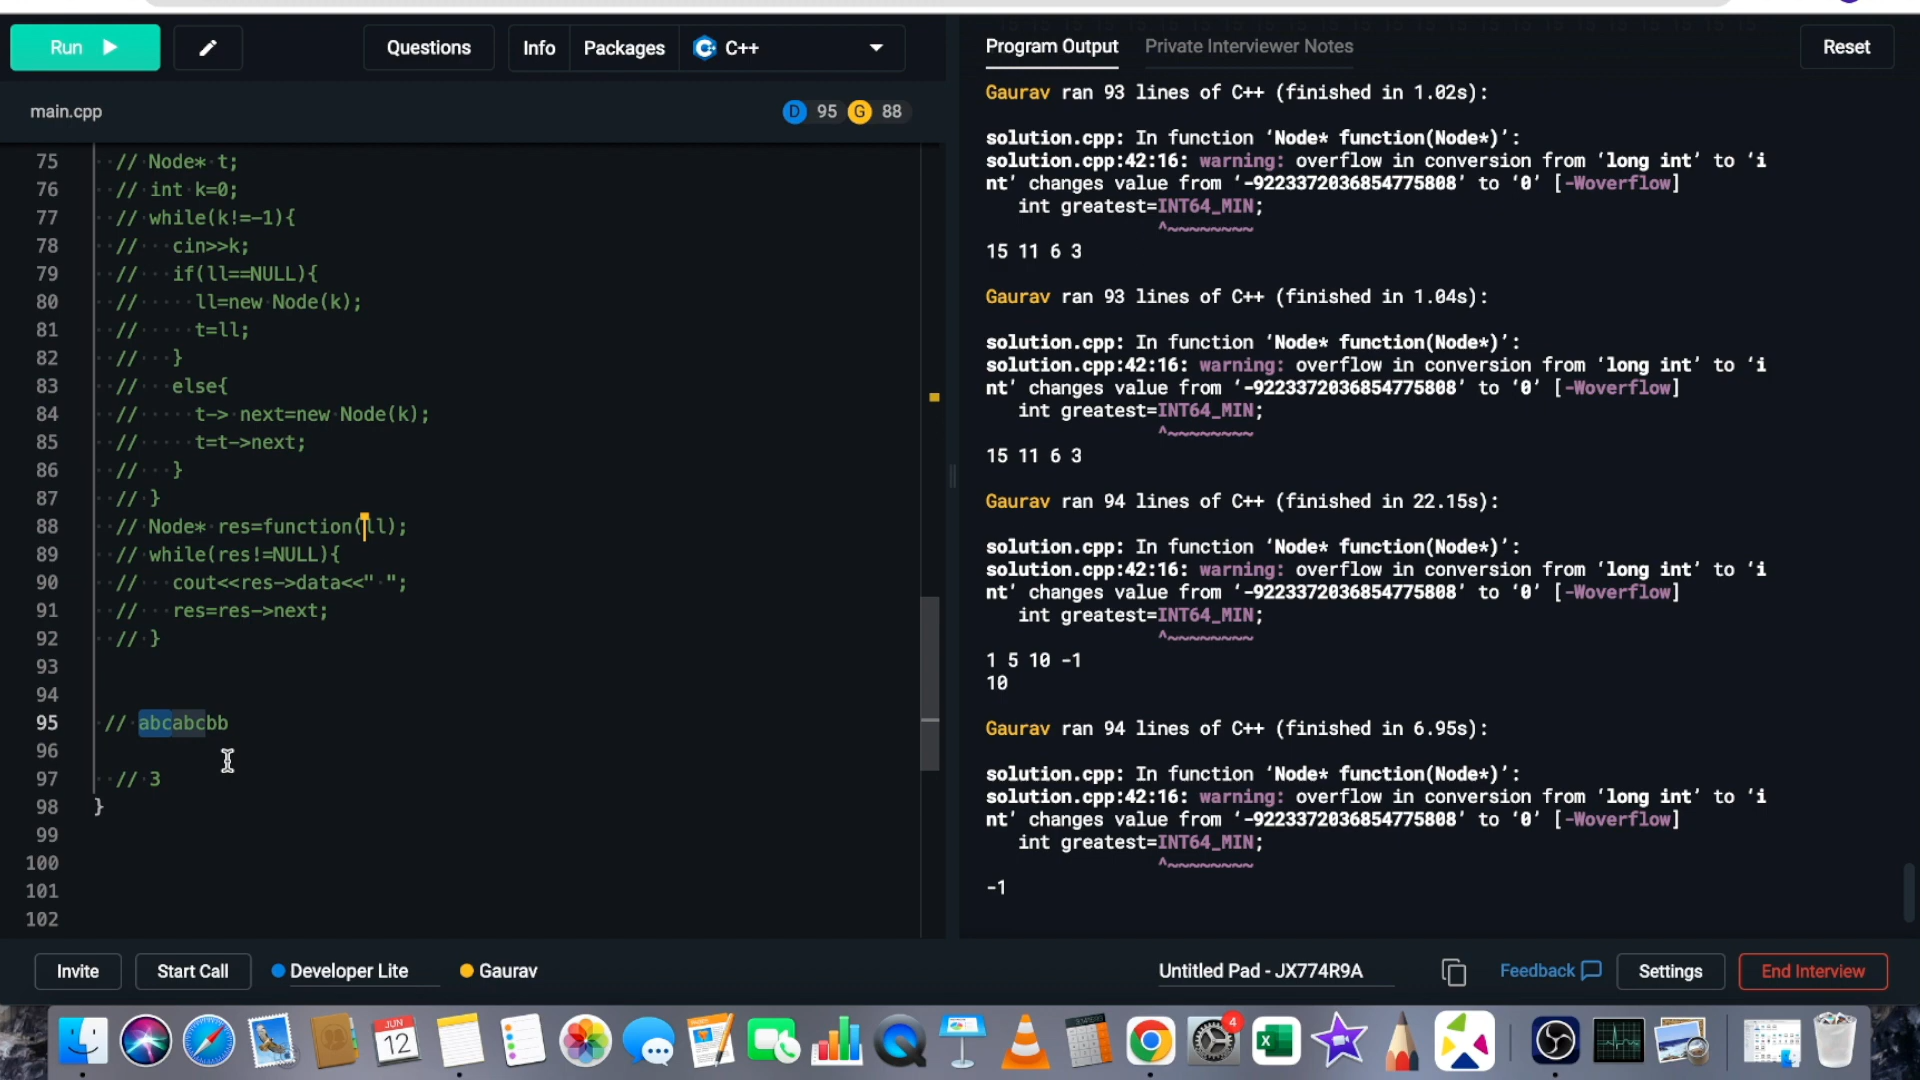 Run
Questions
Info
Packages
C++
Program Output
Private Interviewer Notes
Reset
main.cpp
D 95 G 88
75 // Node* t;
76 // int k=0;
77 // while(k!=-1){
78 // cin>>k;
79 // if(ll==NULL){
80 // ll=new Node(k);
81 // t=ll;
82 // }
83 // else{
84 // t-> next=new Node(k);
85 // t=t->next;
86 // }
87 // }
88 // Node* res=function(ll);
89 // while(res!=NULL){
90 // cout<<res->data<<" ";
91 // res=res->next;
92 // }
93
94
95 // abcabcbb
96
97 // 3
98 }
99
100
101
102
Gaurav ran 93 lines of C++ (finished in 1.02s):
solution.cpp: In function ‘Node* function(Node*)’:
solution.cpp:42:16: warning: overflow in conversion from ‘long int’ to ‘i
nt’ changes value from ‘-9223372036854775808’ to ‘0’ [-Woverflow]
int greatest=INT64_MIN;
^~~~~~~~~
15 11 6 3
Gaurav ran 93 lines of C++ (finished in 1.04s):
solution.cpp: In function ‘Node* function(Node*)’:
solution.cpp:42:16: warning: overflow in conversion from ‘long int’ to ‘i
nt’ changes value from ‘-9223372036854775808’ to ‘0’ [-Woverflow]
int greatest=INT64_MIN;
^~~~~~~~~
15 11 6 3
Gaurav ran 94 lines of C++ (finished in 22.15s):
solution.cpp: In function ‘Node* function(Node*)’:
solution.cpp:42:16: warning: overflow in conversion from ‘long int’ to ‘i
nt’ changes value from ‘-9223372036854775808’ to ‘0’ [-Woverflow]
int greatest=INT64_MIN;
^~~~~~~~~
1 5 10 -1
10
Gaurav ran 94 lines of C++ (finished in 6.95s):
solution.cpp: In function ‘Node* function(Node*)’:
solution.cpp:42:16: warning: overflow in conversion from ‘long int’ to ‘i
nt’ changes value from ‘-9223372036854775808’ to ‘0’ [-Woverflow]
int greatest=INT64_MIN;
^~~~~~~~~
-1
Invite
Start Call
Developer Lite
Gaurav
Untitled Pad - JX774R9A
Feedback
Settings
End Interview
JUN
12
4
X